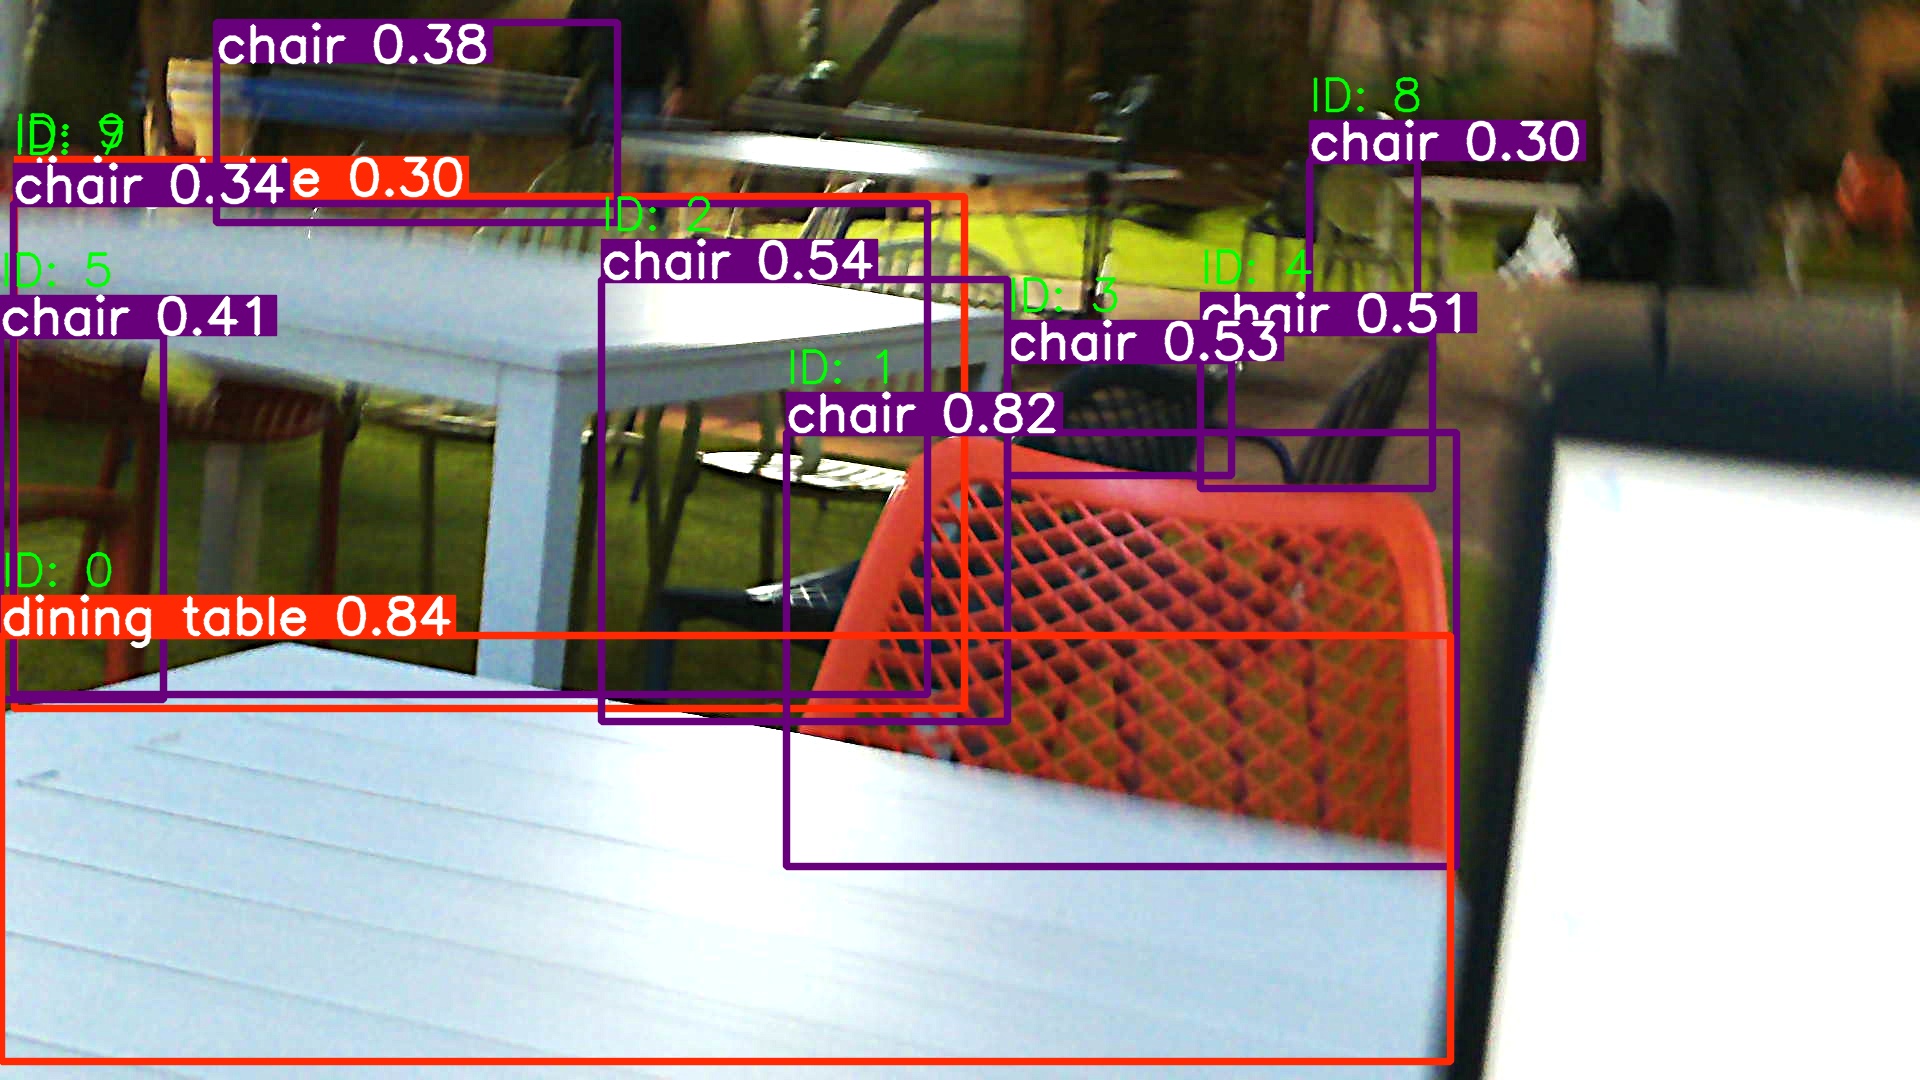 chair 0.38
ID: 8
chair 0.30
ID: 9
e 0.30
chair 0.34
ID: 2
chair 0.54
ID: 5
chair 0.41
ID: 4
chair 0.51
ID: 3
chair 0.53
ID: 1
chair 0.82
ID: 0
dining table 0.84